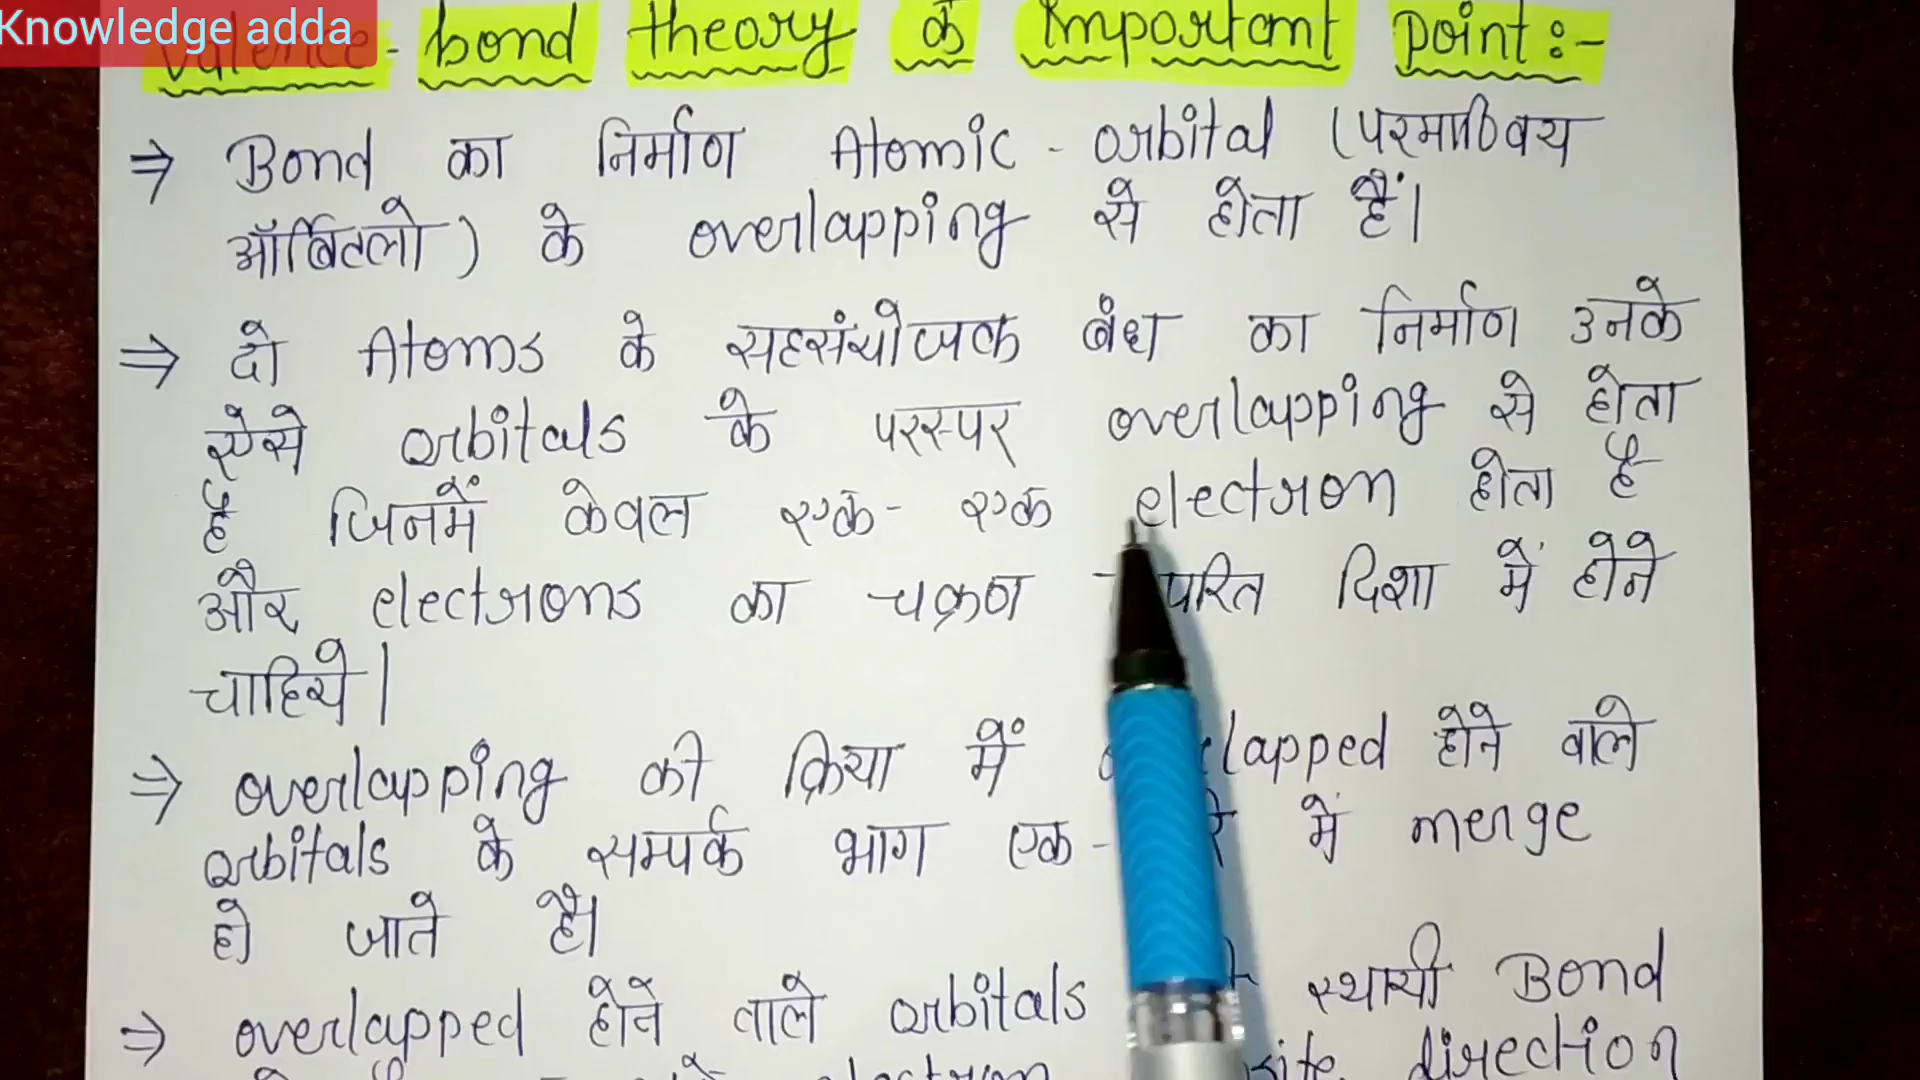 Knowledge adda
Valence-bond theory के Important Point:-
⇒ Bond का निर्माण Atomic-orbital (परमाण्विय
ऑर्बिटलो) के overlapping से होता हैं।
⇒ दो Atoms के सहसंयोजक बंध का निर्माण उनके
ऐसे orbitals के परस्पर overlapping से होता
है जिनमें केवल एक-एक electron होता है
और electrons का चक्रण दिशा में होने
चाहिये।
⇒ overlapping की क्रिया में होने वाले
orbitals के सम्पर्क भाग एक- में merge
हो जाते है।
⇒ overlapped होने वाले orbitals स्थायी Bond
electron direction